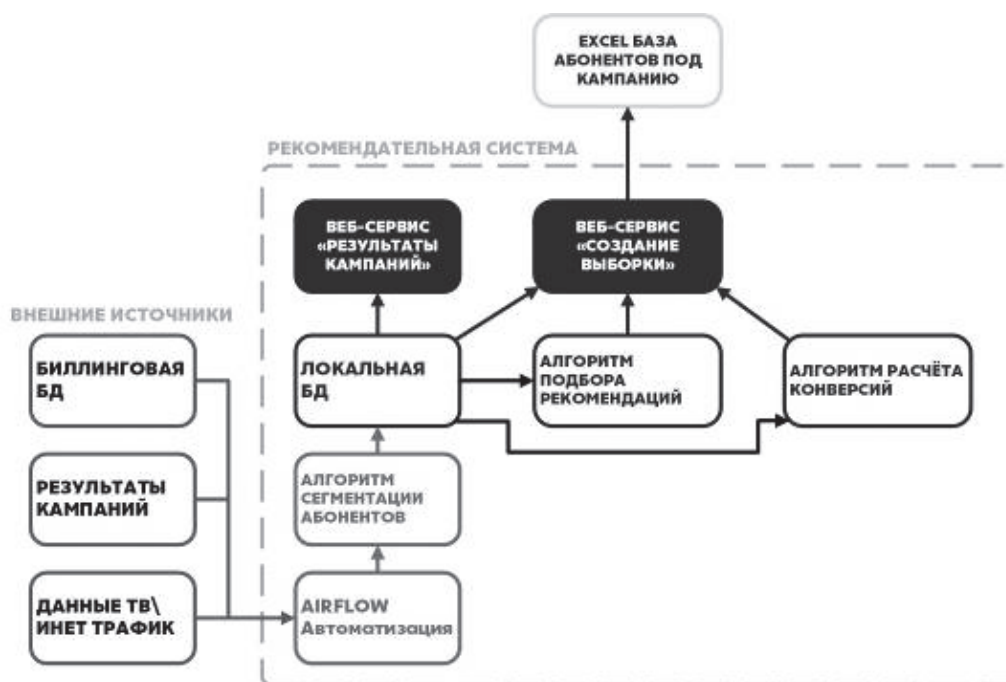 EXCEL БАЗА
АБОНЕНТОВ ПОД
КАМПАНИЮ
РЕКОМЕНДАТЕЛЬНАЯ СИСТЕМА
ВЕБ-СЕРВИС
«РЕЗУЛЬТАТЫ
КАМПАНИЙ»
ВЕБ-СЕРВИС
«СОЗДАНИЕ
ВЫБОРКИ»
ВНЕШНИЕ ИСТОЧНИКИ
БИЛЛИНГОВАЯ
БД
ЛОКАЛЬНАЯ
БД
АЛГОРИТМ
ПОДБОРА
РЕКОМЕНДАЦИЙ
АЛГОРИТМ РАСЧЁТА
КОНВЕРСИЙ
РЕЗУЛЬТАТЫ
КАМПАНИЙ
АЛГОРИТМ
СЕГМЕНТАЦИИ
АБОНЕНТОВ
ДАННЫЕ ТВ\
ИНЕТ ТРАФИК
AIRFLOW
Автоматизация